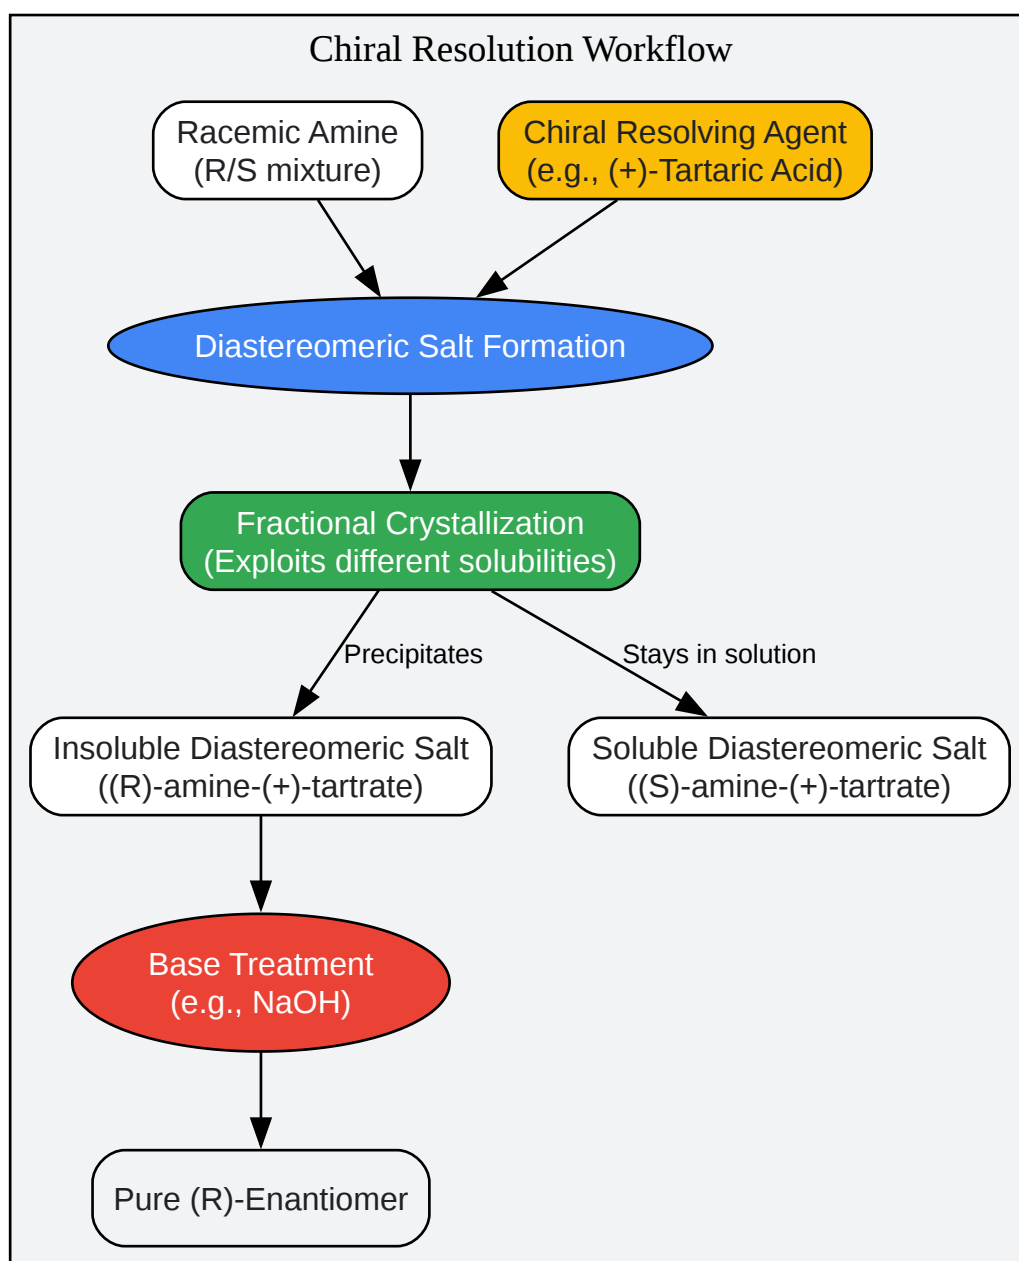 Chiral Resolution Workflow
Racemic Amine
(R/S mixture)
Chiral Resolving Agent
(e.g., (+)-Tartaric Acid)
Diastereomeric Salt Formation
Fractional Crystallization
(Exploits different solubilities)
Precipitates
Stays in solution
Insoluble Diastereomeric Salt
((R)-amine-(+)-tartrate)
Soluble Diastereomeric Salt
((S)-amine-(+)-tartrate)
Base Treatment
(e.g., NaOH)
Pure (R)-Enantiomer